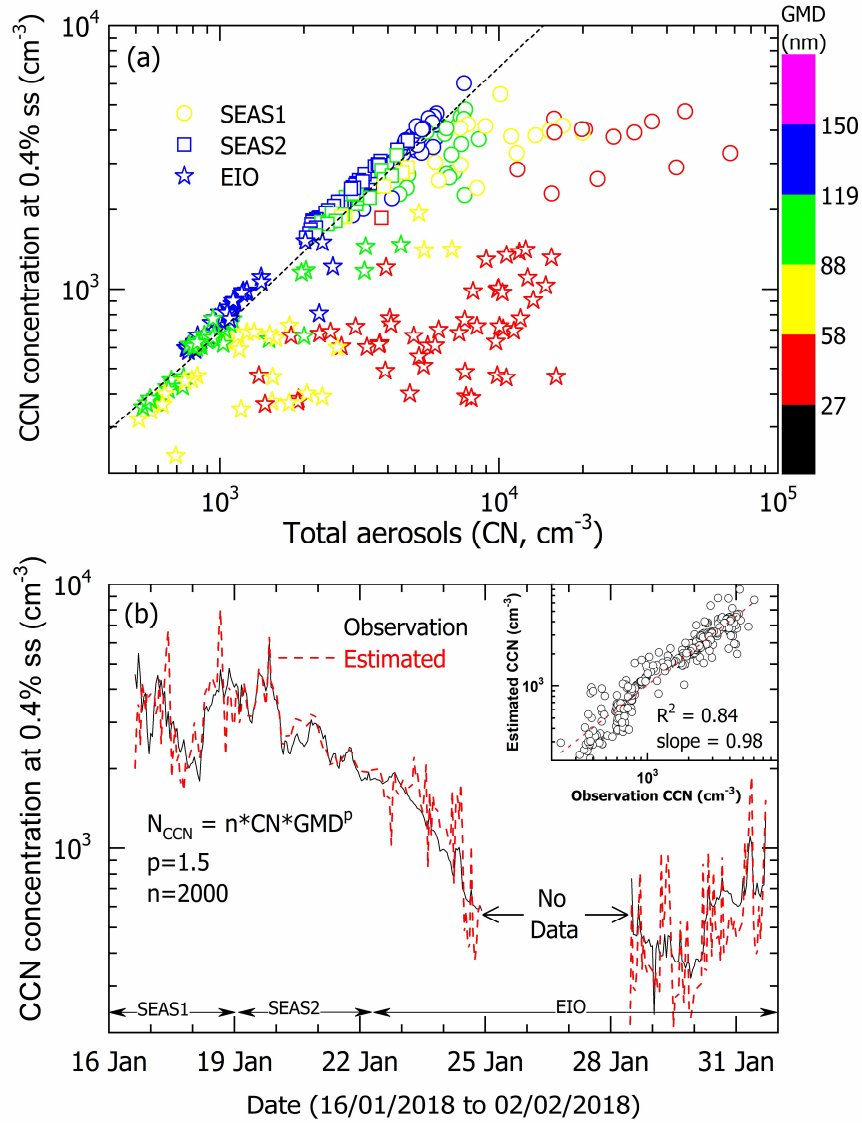 GMD
(nm)
10^4
(a)
SEAS1
SEAS2
EIO
CCN concentration at 0.4% ss (cm^-3)
10^3
150
119
88
58
27
10^3
10^4
10^5
Total aerosols (CN, cm^-3)
10^4
(b)
Observation
Estimated
CCN concentration at 0.4% ss (cm^-3)
Estimated CCN (cm^-3)
10^3
R^2 = 0.84
slope = 0.98
10^3
Observation CCN (cm^-3)
N_CCN = n*CN*GMD^p
p=1.5
n=2000
10^3
No
Data
SEAS1
SEAS2
EIO
16 Jan
19 Jan
22 Jan
25 Jan
28 Jan
31 Jan
Date (16/01/2018 to 02/02/2018)